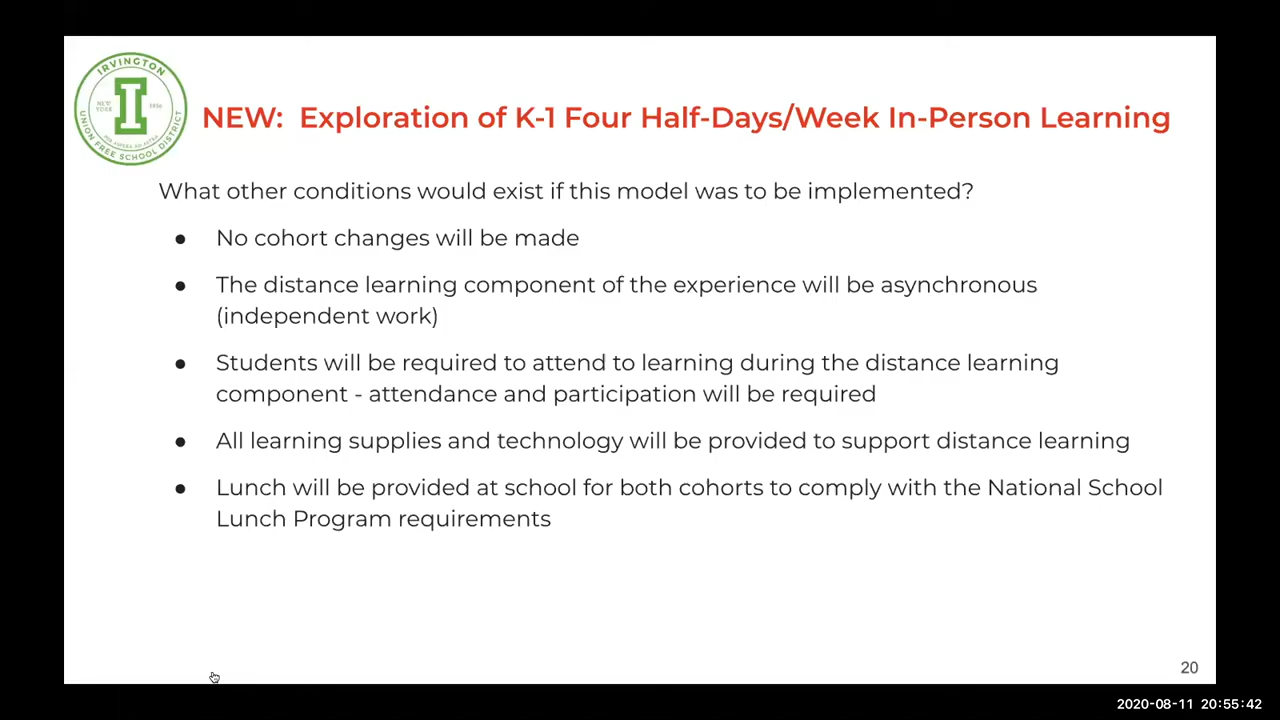 IRVINGTON
NEW YORK
1956
UNION FREE SCHOOL DISTRICT
NEW: Exploration of K-1 Four Half-Days/Week In-Person Learning
What other conditions would exist if this model was to be implemented?
● No cohort changes will be made
● The distance learning component of the experience will be asynchronous
(independent work)
● Students will be required to attend to learning during the distance learning
component - attendance and participation will be required
● All learning supplies and technology will be provided to support distance learning
● Lunch will be provided at school for both cohorts to comply with the National School
Lunch Program requirements
20
2020-08-11 20:55:42